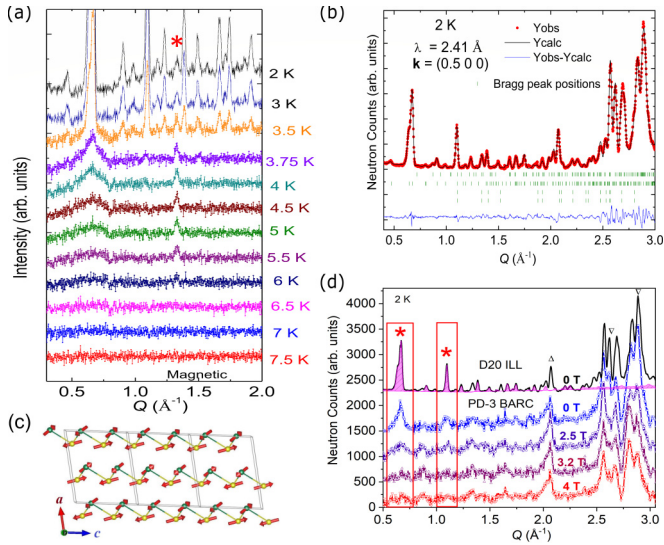 (a)
*
2 K
3 K
3.5 K
3.75 K
4 K
4.5 K
5 K
5.5 K
6 K
6.5 K
7 K
7.5 K
Magnetic
Intensity (arb. units)
0.5 1.0 1.5 2.0
Q (Å⁻¹)
(b)
2 K
λ = 2.41 Å
k = (0.5 0 0)
Yobs
Ycalc
Yobs-Ycalc
Bragg peak positions
Neutron Counts (arb. units)
0.5 1.0 1.5 2.0 2.5 3.0
Q (Å⁻¹)
(c)
a
c
(d)
2 K
*
*
D20 ILL
0 T
PD-3 BARC
0 T
2.5 T
3.2 T
4 T
Neutron Counts (arb. units)
4000
3500
3000
2500
2000
1500
1000
500
0
0.5 1.0 1.5 2.0 2.5 3.0
Q (Å⁻¹)